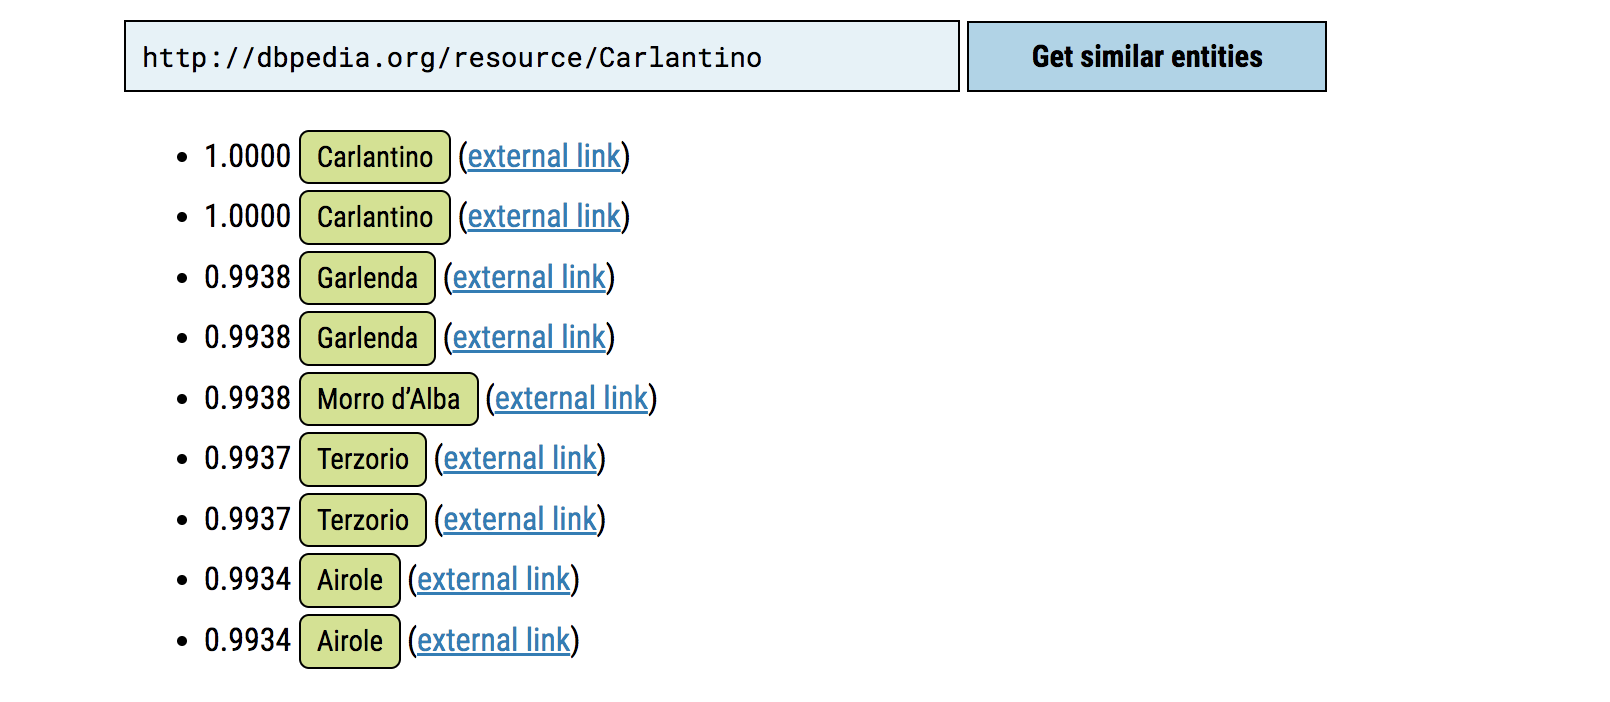 http://dbpedia.org/resource/Carlantino Get similar entities
• 1.0000 Carlantino (external link)
• 1.0000 Carlantino (external link)
• 0.9938 Garlenda (external link)
• 0.9938 Garlenda (external link)
• 0.9938 Morro d’Alba (external link)
• 0.9937 Terzorio (external link)
• 0.9937 Terzorio (external link)
• 0.9934 Airole (external link)
• 0.9934 Airole (external link)